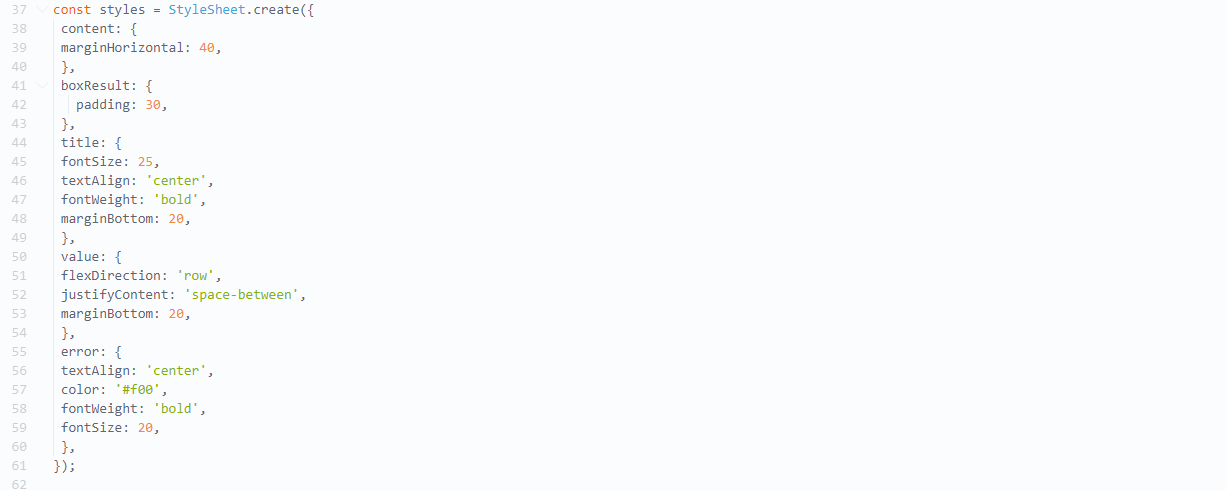 37 const styles = StyleSheet.create({
38 content: {
39 marginHorizontal: 40,
40 },
41 boxResult: {
42 padding: 30,
43 },
44 title: {
45 fontSize: 25,
46 textAlign: 'center',
47 fontWeight: 'bold',
48 marginBottom: 20,
49 },
50 value: {
51 flexDirection: 'row',
52 justifyContent: 'space-between',
53 marginBottom: 20,
54 },
55 error: {
56 textAlign: 'center',
57 color: '#f00',
58 fontWeight: 'bold',
59 fontSize: 20,
60 },
61 });
62